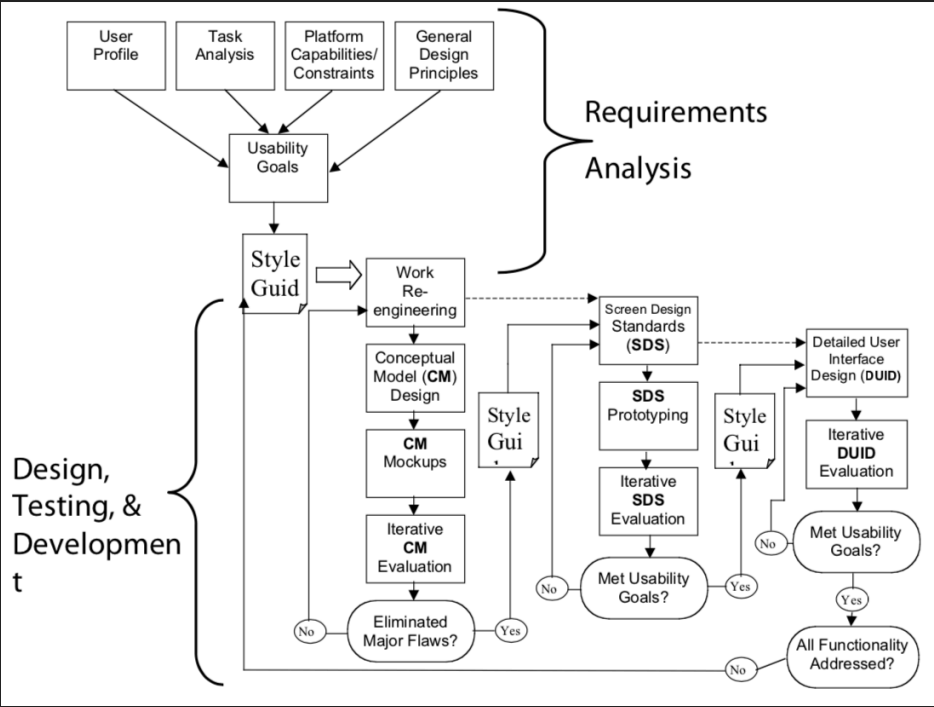 User
Profile
Task
Analysis
Platform
Capabilities/
Constraints
General
Design
Principles
Usability
Goals
Requirements
Analysis
Style
Guid
Work
Re-
engineering
Conceptual
Model (CM)
Design
CM
Mockups
Iterative
CM
Evaluation
Eliminated
Major Flaws?
No
Yes
Style
Gui
Screen Design
Standards
(SDS)
SDS
Prototyping
Iterative
SDS
Evaluation
Met Usability
Goals?
No
Yes
Style
Gui
Detailed User
Interface
Design (DUID)
Iterative
DUID
Evaluation
Met Usability
Goals?
No
Yes
All Functionality
Addressed?
No
Design,
Testing, &
Developmen
t